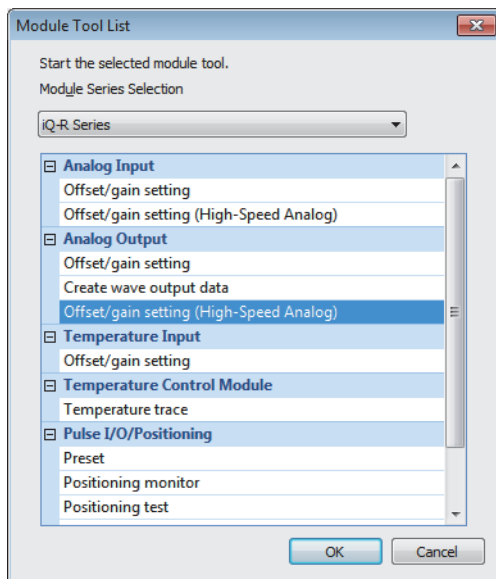 Module Tool List
Start the selected module tool.
Module Series Selection
iQ-R Series
Analog Input
Offset/gain setting
Offset/gain setting (High-Speed Analog)
Analog Output
Offset/gain setting
Create wave output data
Offset/gain setting (High-Speed Analog)
Temperature Input
Offset/gain setting
Temperature Control Module
Temperature trace
Pulse I/O/Positioning
Preset
Positioning monitor
Positioning test
OK
Cancel